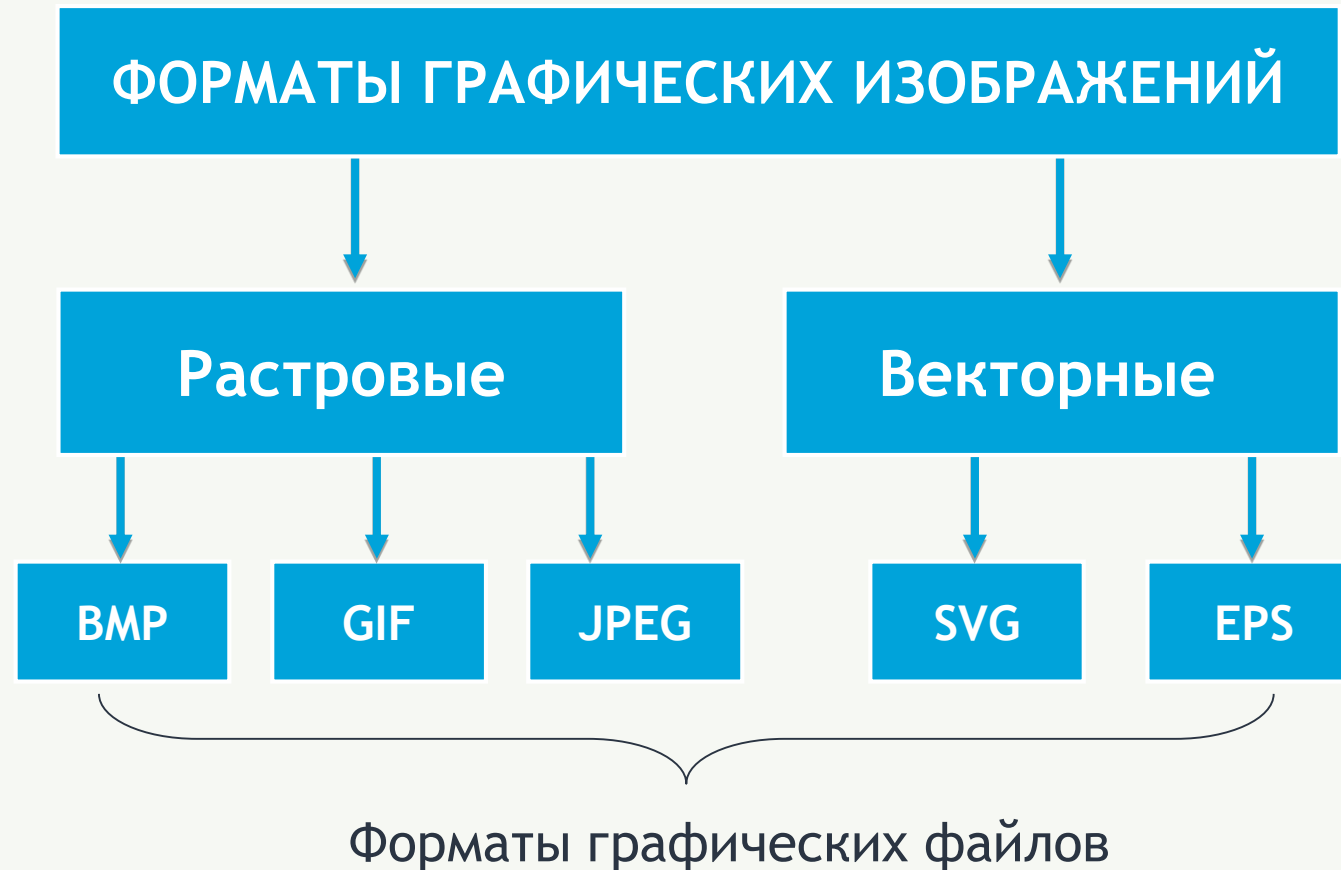 ФОРМАТЫ ГРАФИЧЕСКИХ ИЗОБРАЖЕНИЙ
Растровые
Векторные
BMP
GIF
JPEG
SVG
EPS
Форматы графических файлов